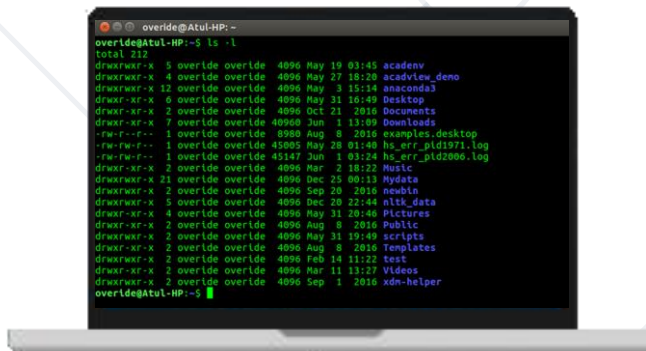 overide@Atul-HP: ~
overide@Atul-HP:~$ ls -l
total 212
drwxrwxr-x 5 overide overide 4096 May 19 03:45 acadenv
drwxrwxr-x 4 overide overide 4096 May 27 18:20 acadview_demo
drwxrwxr-x 12 overide overide 4096 May 3 15:14 anaconda3
drwxr-xr-x 6 overide overide 4096 May 31 16:49 Desktop
drwxr-xr-x 2 overide overide 4096 Oct 21 2016 Documents
drwxr-xr-x 7 overide overide 40960 Jun 1 13:09 Downloads
-rw-r--r-- 1 overide overide 8980 Aug 8 2016 examples.desktop
-rw-rw-r-- 1 overide overide 45005 May 28 01:40 hs_err_pid1971.log
-rw-rw-r-- 1 overide overide 45147 Jun 1 03:24 hs_err_pid2006.log
drwxr-xr-x 2 overide overide 4096 Mar 2 18:22 Music
drwxrwxr-x 21 overide overide 4096 Dec 25 00:13 Mydata
drwxrwxr-x 2 overide overide 4096 Sep 20 2016 newbin
drwxrwxr-x 5 overide overide 4096 Dec 20 22:44 nltk_data
drwxr-xr-x 4 overide overide 4096 May 31 20:46 Pictures
drwxr-xr-x 2 overide overide 4096 Aug 8 2016 Public
drwxrwxr-x 2 overide overide 4096 May 31 19:49 scripts
drwxr-xr-x 2 overide overide 4096 Aug 8 2016 Templates
drwxrwxr-x 2 overide overide 4096 Feb 14 11:22 test
drwxr-xr-x 2 overide overide 4096 Mar 11 13:27 Videos
drwxrwxr-x 2 overide overide 4096 Sep 1 2016 xdm-helper
overide@Atul-HP:~$